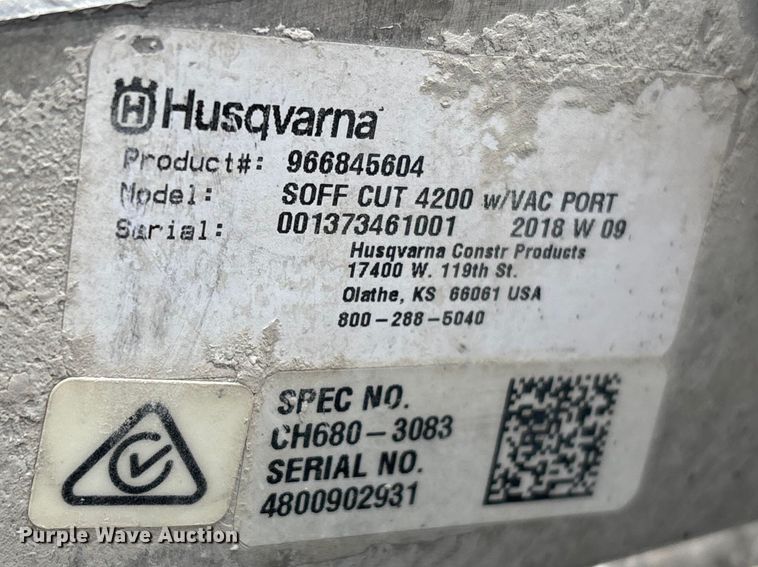 Husqvarna
Product#: 966845604
Model: SOFF CUT 4200 w/VAC PORT
Serial: 001373461001 2018 W 09
Husqvarna Constr Products
17400 W. 119th St.
Olathe, KS 66061 USA
800-288-5040
SPEC NO.
CH680-3083
SERIAL NO.
4800902931
Purple Wave Auction